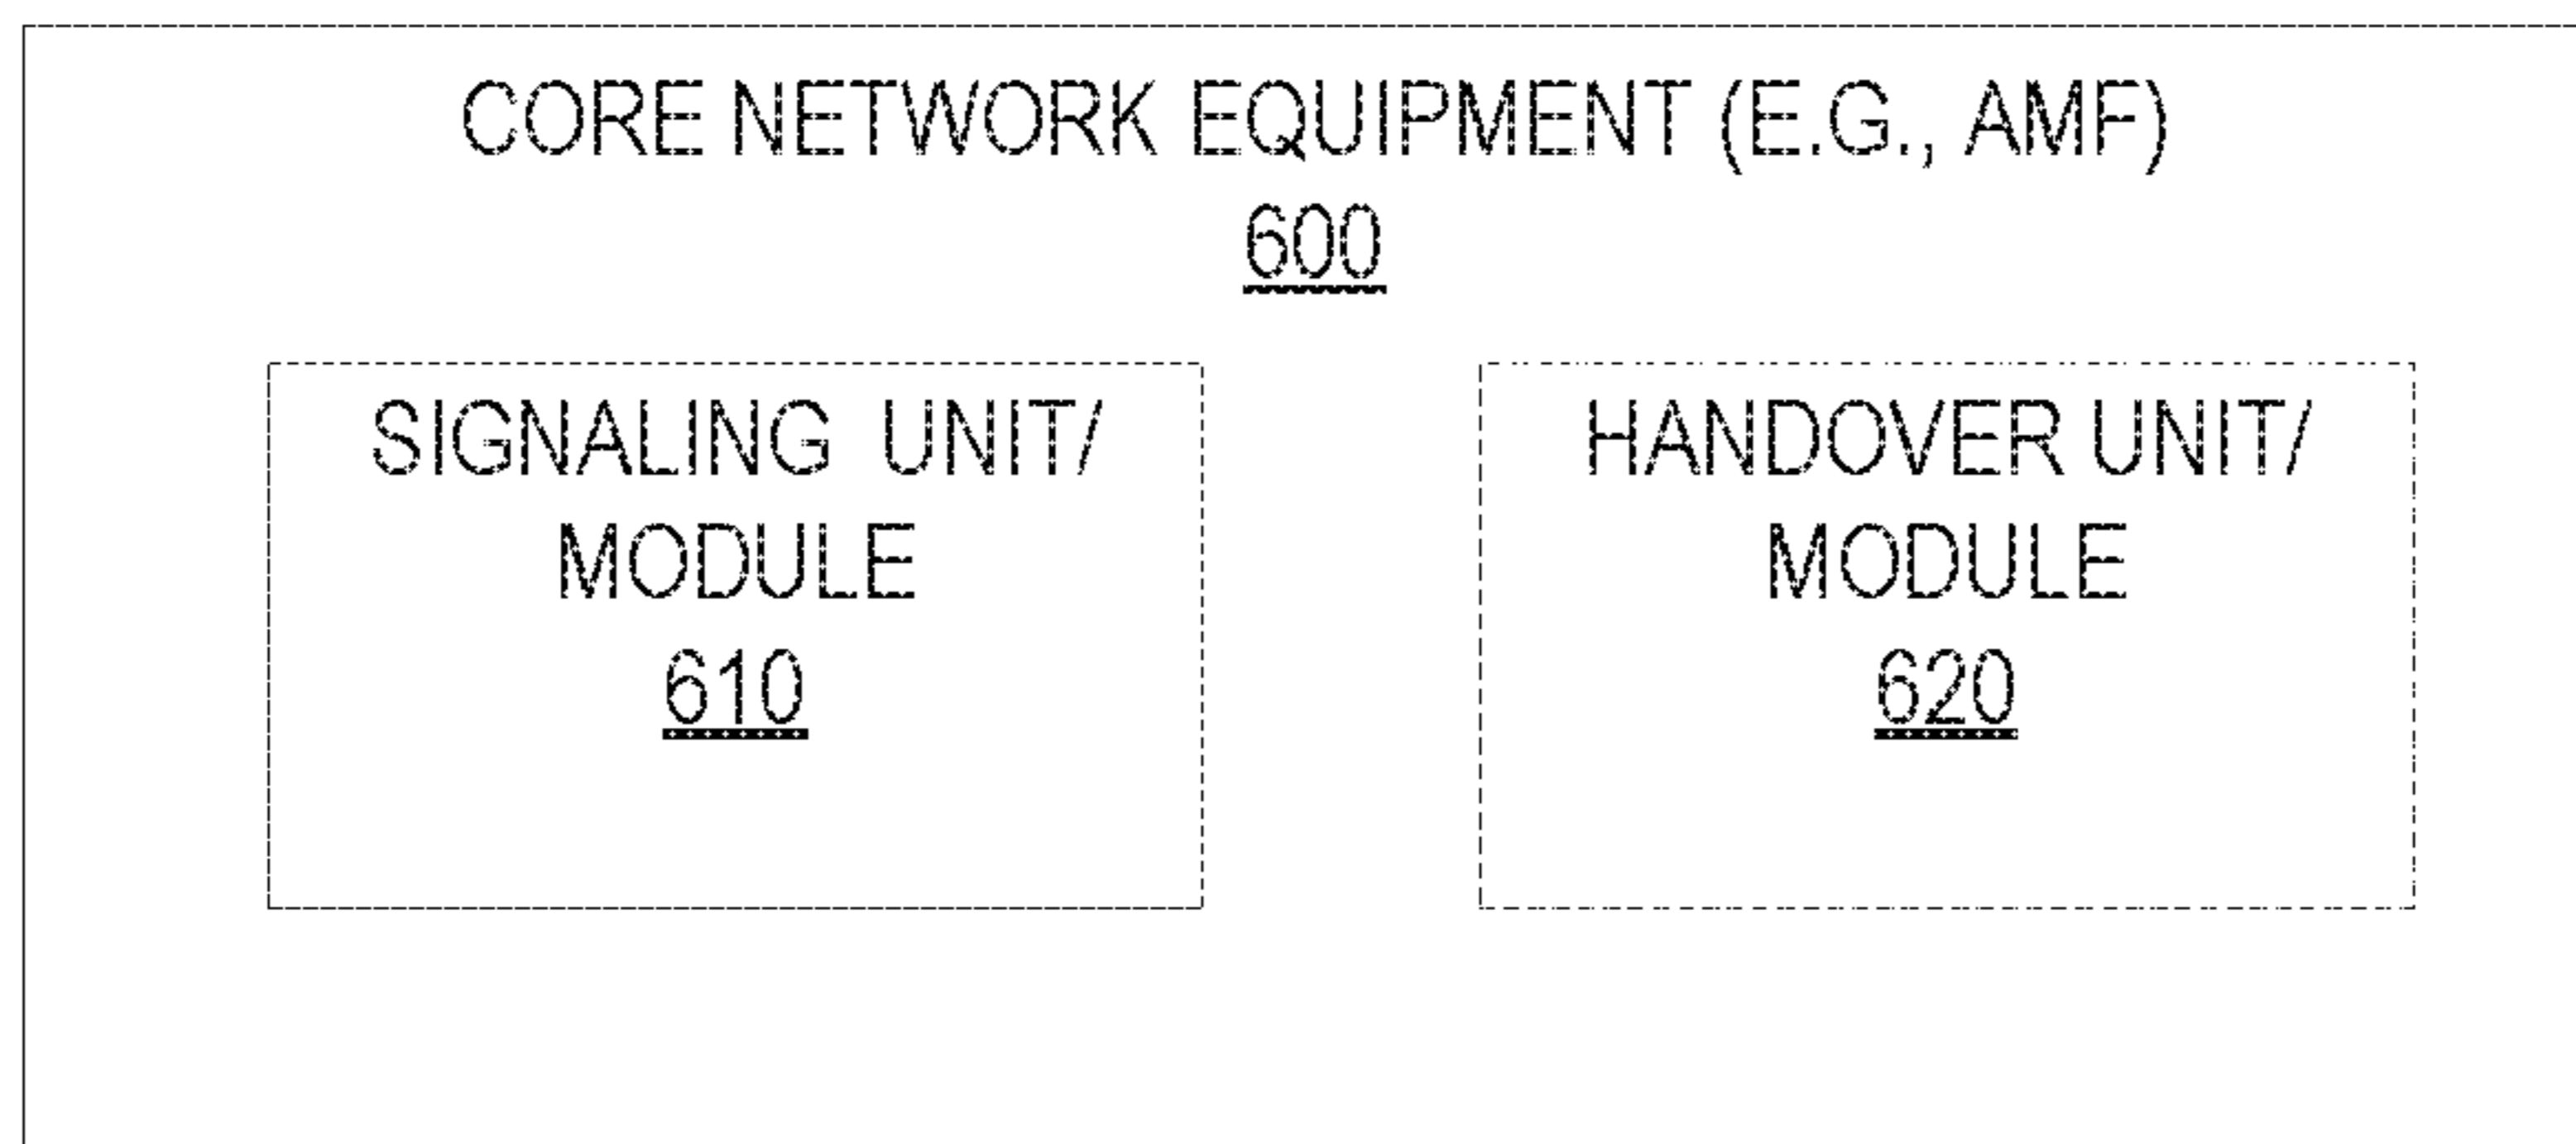 CORE NETWORK EQUIPMENT (E.G., AMF)
600
SIGNALING UNIT/
MODULE
610
HANDOVER UNIT/
MODULE
620